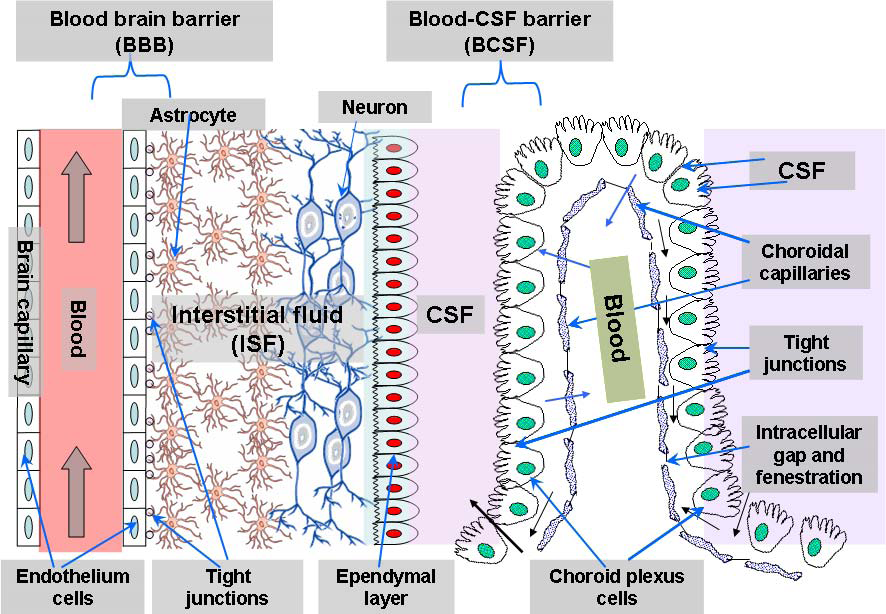 Blood brain barrier
(BBB)
Blood-CSF barrier
(BCSF)
Astrocyte
Neuron
CSF
Brain capillary
Blood
Interstitial fluid
(ISF)
CSF
Blood
Choroidal
capillaries
Tight
junctions
Intracellular
gap and
fenestration
Endothelium
cells
Tight
junctions
Ependymal
layer
Choroid plexus
cells